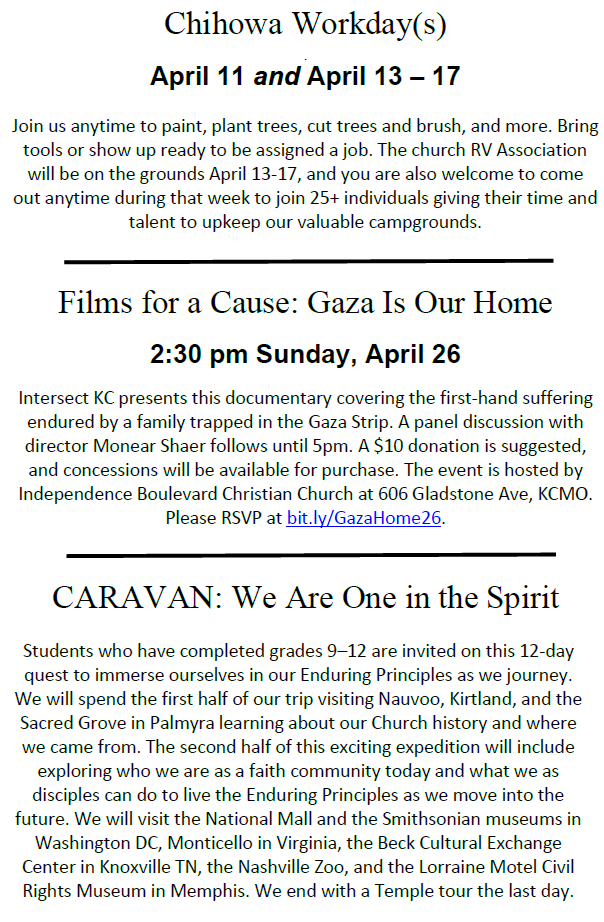 Chihowa Workday(s)
April 11 and April 13 – 17
Join us anytime to paint, plant trees, cut trees and brush, and more. Bring
tools or show up ready to be assigned a job. The church RV Association
will be on the grounds April 13-17, and you are also welcome to come
out anytime during that week to join 25+ individuals giving their time and
talent to upkeep our valuable campgrounds.
Films for a Cause: Gaza Is Our Home
2:30 pm Sunday, April 26
Intersect KC presents this documentary covering the first-hand suffering
endured by a family trapped in the Gaza Strip. A panel discussion with
director Monear Shaer follows until 5pm. A $10 donation is suggested,
and concessions will be available for purchase. The event is hosted by
Independence Boulevard Christian Church at 606 Gladstone Ave, KCMO.
Please RSVP at bit.ly/GazaHome26.
CARAVAN: We Are One in the Spirit
Students who have completed grades 9–12 are invited on this 12-day
quest to immerse ourselves in our Enduring Principles as we journey.
We will spend the first half of our trip visiting Nauvoo, Kirtland, and the
Sacred Grove in Palmyra learning about our Church history and where
we came from. The second half of this exciting expedition will include
exploring who we are as a faith community today and what we as
disciples can do to live the Enduring Principles as we move into the
future. We will visit the National Mall and the Smithsonian museums in
Washington DC, Monticello in Virginia, the Beck Cultural Exchange
Center in Knoxville TN, the Nashville Zoo, and the Lorraine Motel Civil
Rights Museum in Memphis. We end with a Temple tour the last day.